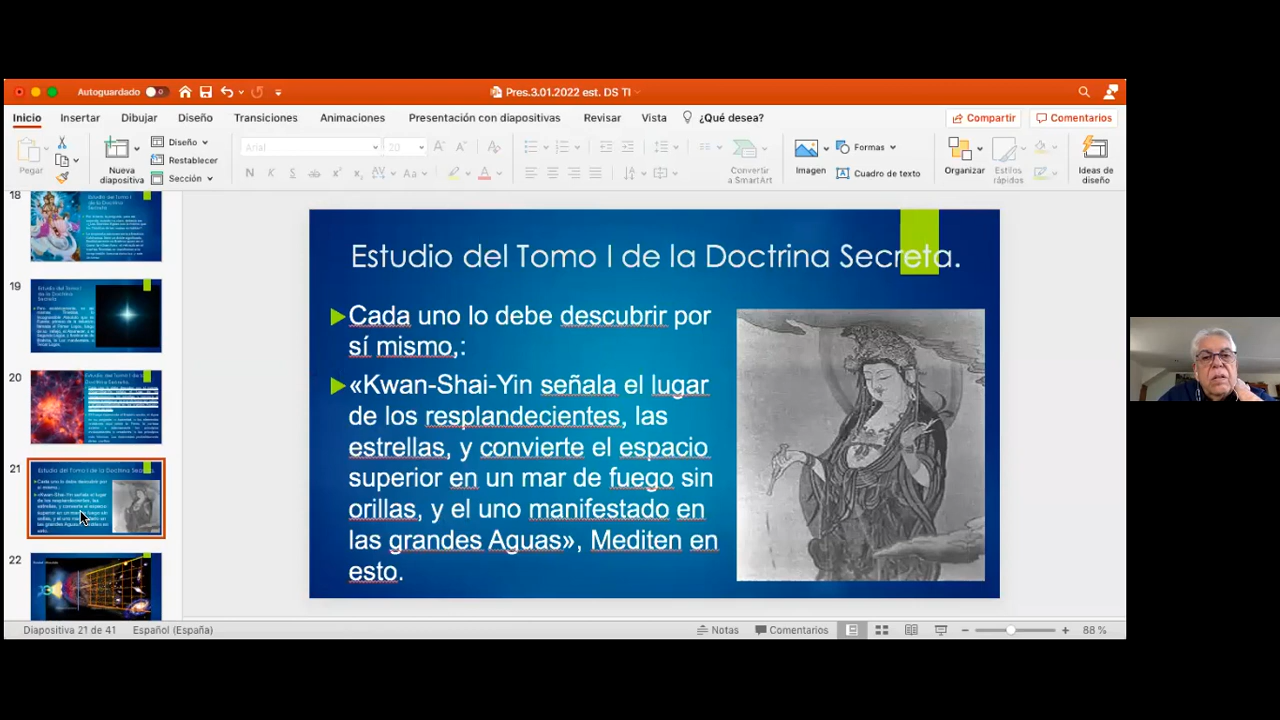 Autoguardado
Pres.3.01.2022 est. DS TI
Inicio Insertar Dibujar Diseño Transiciones Animaciones Presentación con diapositivas Revisar Vista ¿Qué desea? Compartir Comentarios
Pegar
Nueva diapositiva
Diseño
Restablecer
Sección
Arial 20
N K S ab X X AV Aa A
Convertir a SmartArt
Imagen
Formas
Cuadro de texto
Organizar
Estilos rápidos
Ideas de diseño
18
19
20
21
22
Estudio del Tomo I de la Doctrina Secreta.
Cada uno lo debe descubrir por
sí mismo,:
«Kwan-Shai-Yin señala el lugar
de los resplandecientes, las
estrellas, y convierte el espacio
superior en un mar de fuego sin
orillas, y el uno manifestado en
las grandes Aguas», Mediten en
esto.
Diapositiva 21 de 41 Español (España) Notas Comentarios 88 %